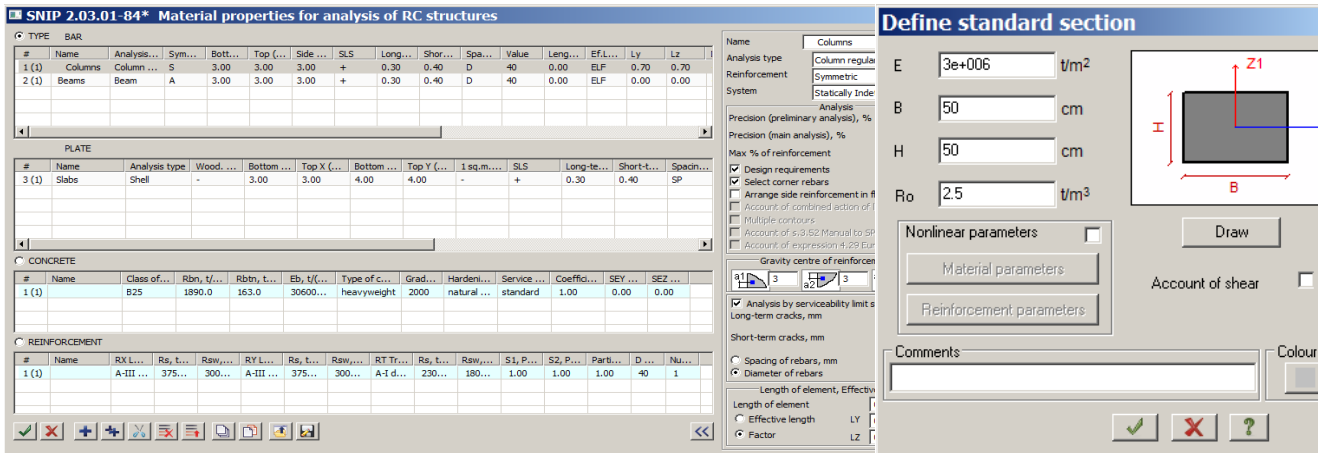 SNIP 2.03.01-84* Material properties for analysis of RC structures
TYPE BAR
# Name Analysis... Sym... Bott... Top (... Side ... SLS Long... Shor... Spa... Value Leng... Ef.L... Ly Lz
1 (1) Columns Column ... S 3.00 3.00 3.00 + 0.30 0.40 D 40 0.00 ELF 0.70 0.70
2 (1) Beams Beam A 3.00 3.00 3.00 + 0.30 0.40 D 40 0.00 ELF 0.00 0.00
PLATE
# Name Analysis type Wood. ... Bottom ... Top X (... Bottom ... Top Y (... 1 sq.m.... SLS Long-te... Short-t... Spacin...
3 (1) Slabs Shell - 3.00 3.00 4.00 4.00 - + 0.30 0.40 SP
CONCRETE
# Name Class of... Rbn, t/... Rbtn, t... Eb, t/(... Type of c... Grad... Hardeni... Service ... Coeffici... SEY ... SEZ ...
1 (1) B25 1890.0 163.0 30600... heavyweight 2000 natural ... standard 1.00 0.00 0.00
REINFORCEMENT
# Name RX L... Rs, t... Rsw,... RY L... Rs, t... Rsw,... RT Tr... Rs, t... Rsw,... S1, P... S2, P... Parti... D ... Nu...
1 (1) A-III ... 375... 300... A-III ... 375... 300... A-I d... 230... 180... 1.00 1.00 1.00 40 1
<<
Name Columns
Analysis type Column regular
Reinforcement Symmetric
System Statically Indet
Analysis
Precision (preliminary analysis), %
Precision (main analysis), %
Max % of reinforcement
Design requirements
Select corner rebars
Arrange side reinforcement in fl
Account of combined action of
Multiple contours
Account of s.3.52 Manual to SP
Account of expression 4.29 Eur
Gravity centre of reinforcem
a1 3 a2 3
Analysis by serviceability limit s
Long-term cracks, mm
Short-term cracks, mm
Spacing of rebars, mm
Diameter of rebars
Length of element, Effective
Length of element
Effective length LY
Factor LZ
Define standard section
E 3e+006 t/m2
B 50 cm
H 50 cm
Ro 2.5 t/m3
Z1
H
B
Nonlinear parameters
Material parameters
Reinforcement parameters
Draw
Account of shear
Comments
Colour
?